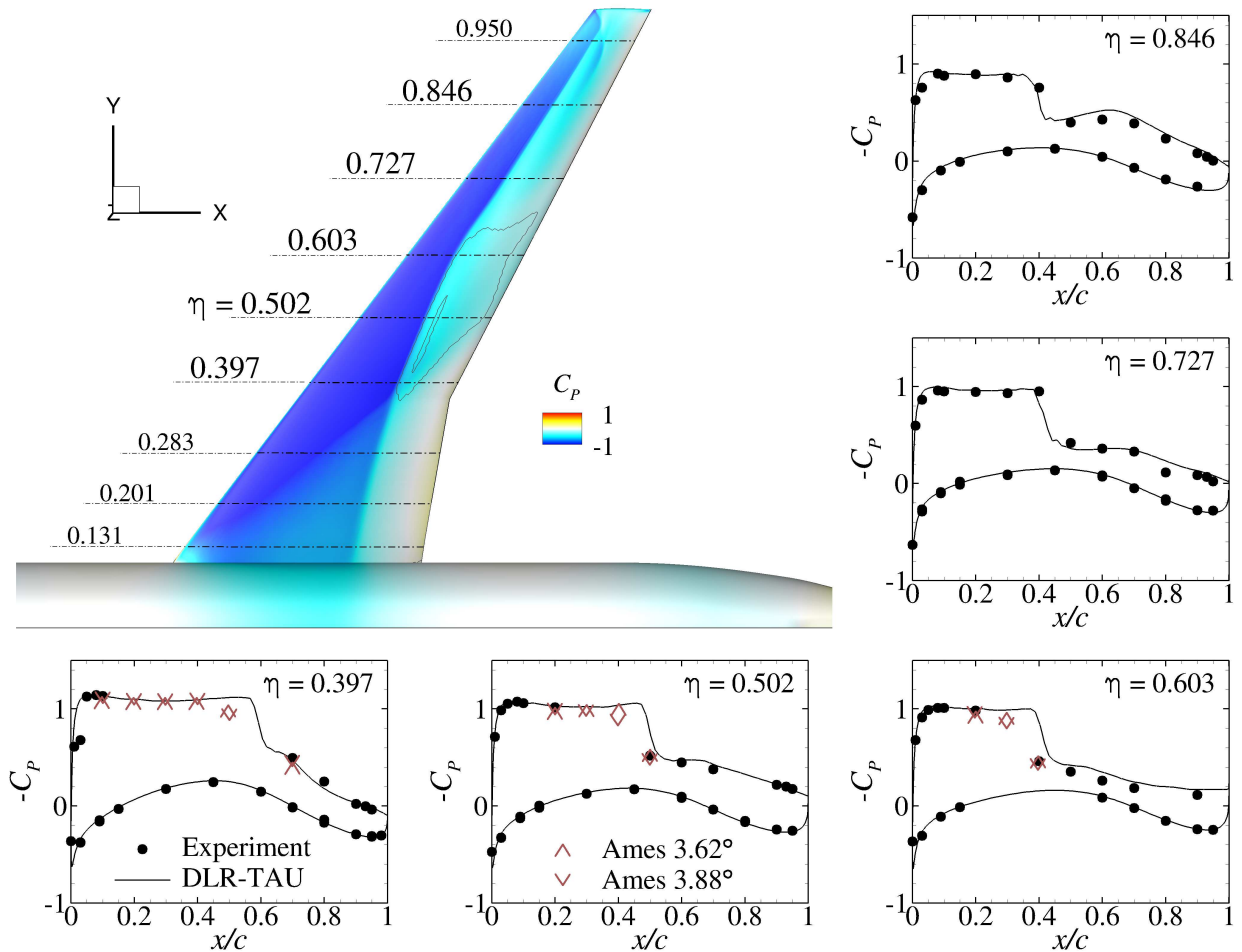 0.950
0.846
0.727
0.603
η = 0.502
0.397
0.283
0.201
0.131
Y
Z
X
C_P
1
-1
η = 0.846
1
0
-1
-C_P
0 0.2 0.4 0.6 0.8 1
x/c
η = 0.727
1
0
-1
-C_P
0 0.2 0.4 0.6 0.8 1
x/c
η = 0.397
1
0
-1
-C_P
Experiment
DLR-TAU
0 0.2 0.4 0.6 0.8 1
x/c
η = 0.502
1
0
-1
-C_P
Ames 3.62°
Ames 3.88°
0 0.2 0.4 0.6 0.8 1
x/c
η = 0.603
1
0
-1
-C_P
0 0.2 0.4 0.6 0.8 1
x/c